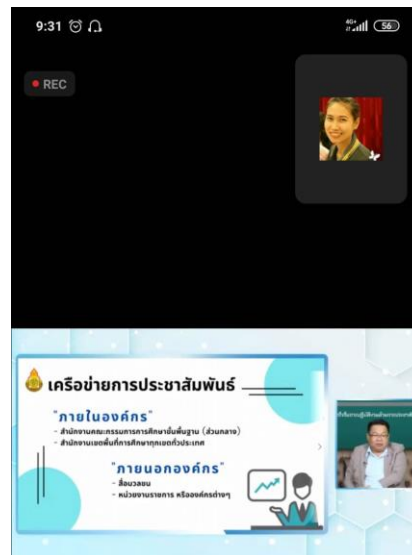 9:31
4G+
56
REC
เครือข่ายการประชาสัมพันธ์
"ภายในองค์กร"
- สำนักงานคณะกรรมการการศึกษาขั้นพื้นฐาน (ส่วนกลาง)
- สำนักงานเขตพื้นที่การศึกษาทุกเขตทั่วประเทศ
"ภายนอกองค์กร"
- สื่อมวลชน
- หน่วยงานราชการ หรือองค์กรต่างๆ